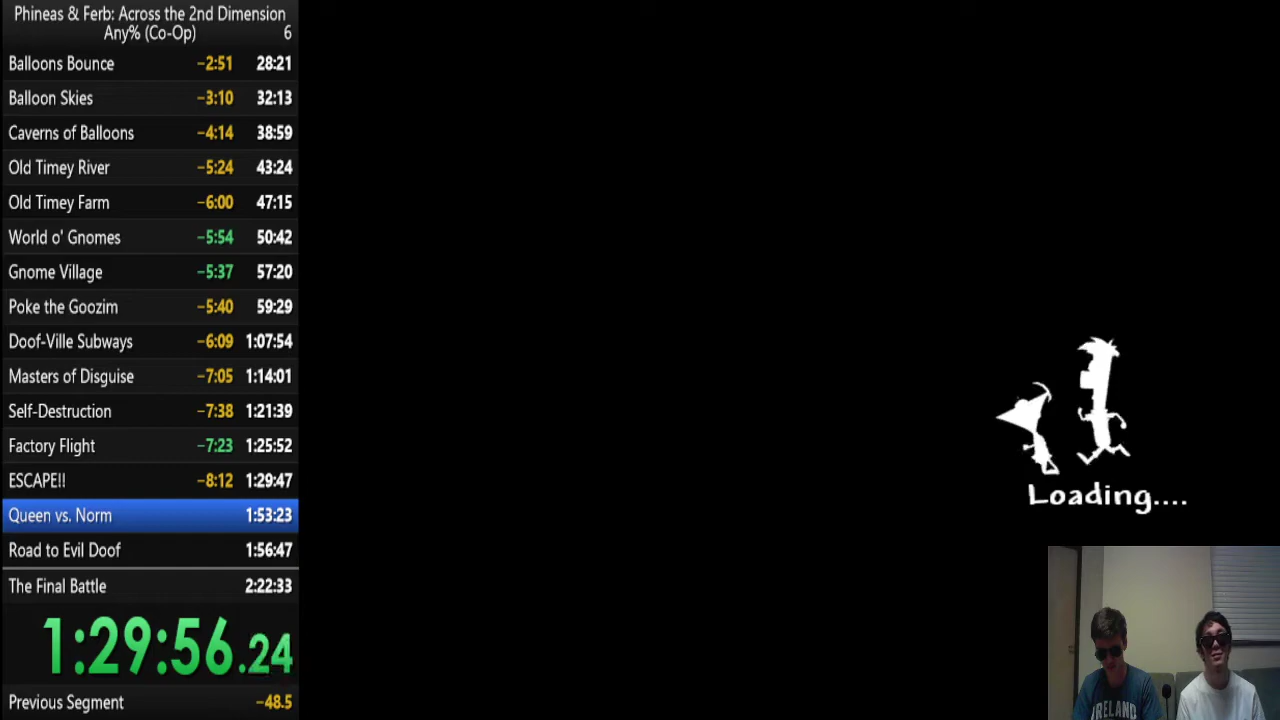 Phineas & Ferb: Across the 2nd Dimension
Any% (Co-Op) 6
Balloons Bounce −2:51 28:21
Balloon Skies −3:10 32:13
Caverns of Balloons −4:14 38:59
Old Timey River −5:24 43:24
Old Timey Farm −6:00 47:15
World o' Gnomes −5:54 50:42
Gnome Village −5:37 57:20
Poke the Goozim −5:40 59:29
Doof-Ville Subways −6:09 1:07:54
Masters of Disguise −7:05 1:14:01
Self-Destruction −7:38 1:21:39
Factory Flight −7:23 1:25:52
ESCAPE!! −8:12 1:29:47
Queen vs. Norm 1:53:23
Road to Evil Doof 1:56:47
The Final Battle 2:22:33
1:29:56.24
Previous Segment −48.5
Loading....
IRELAND